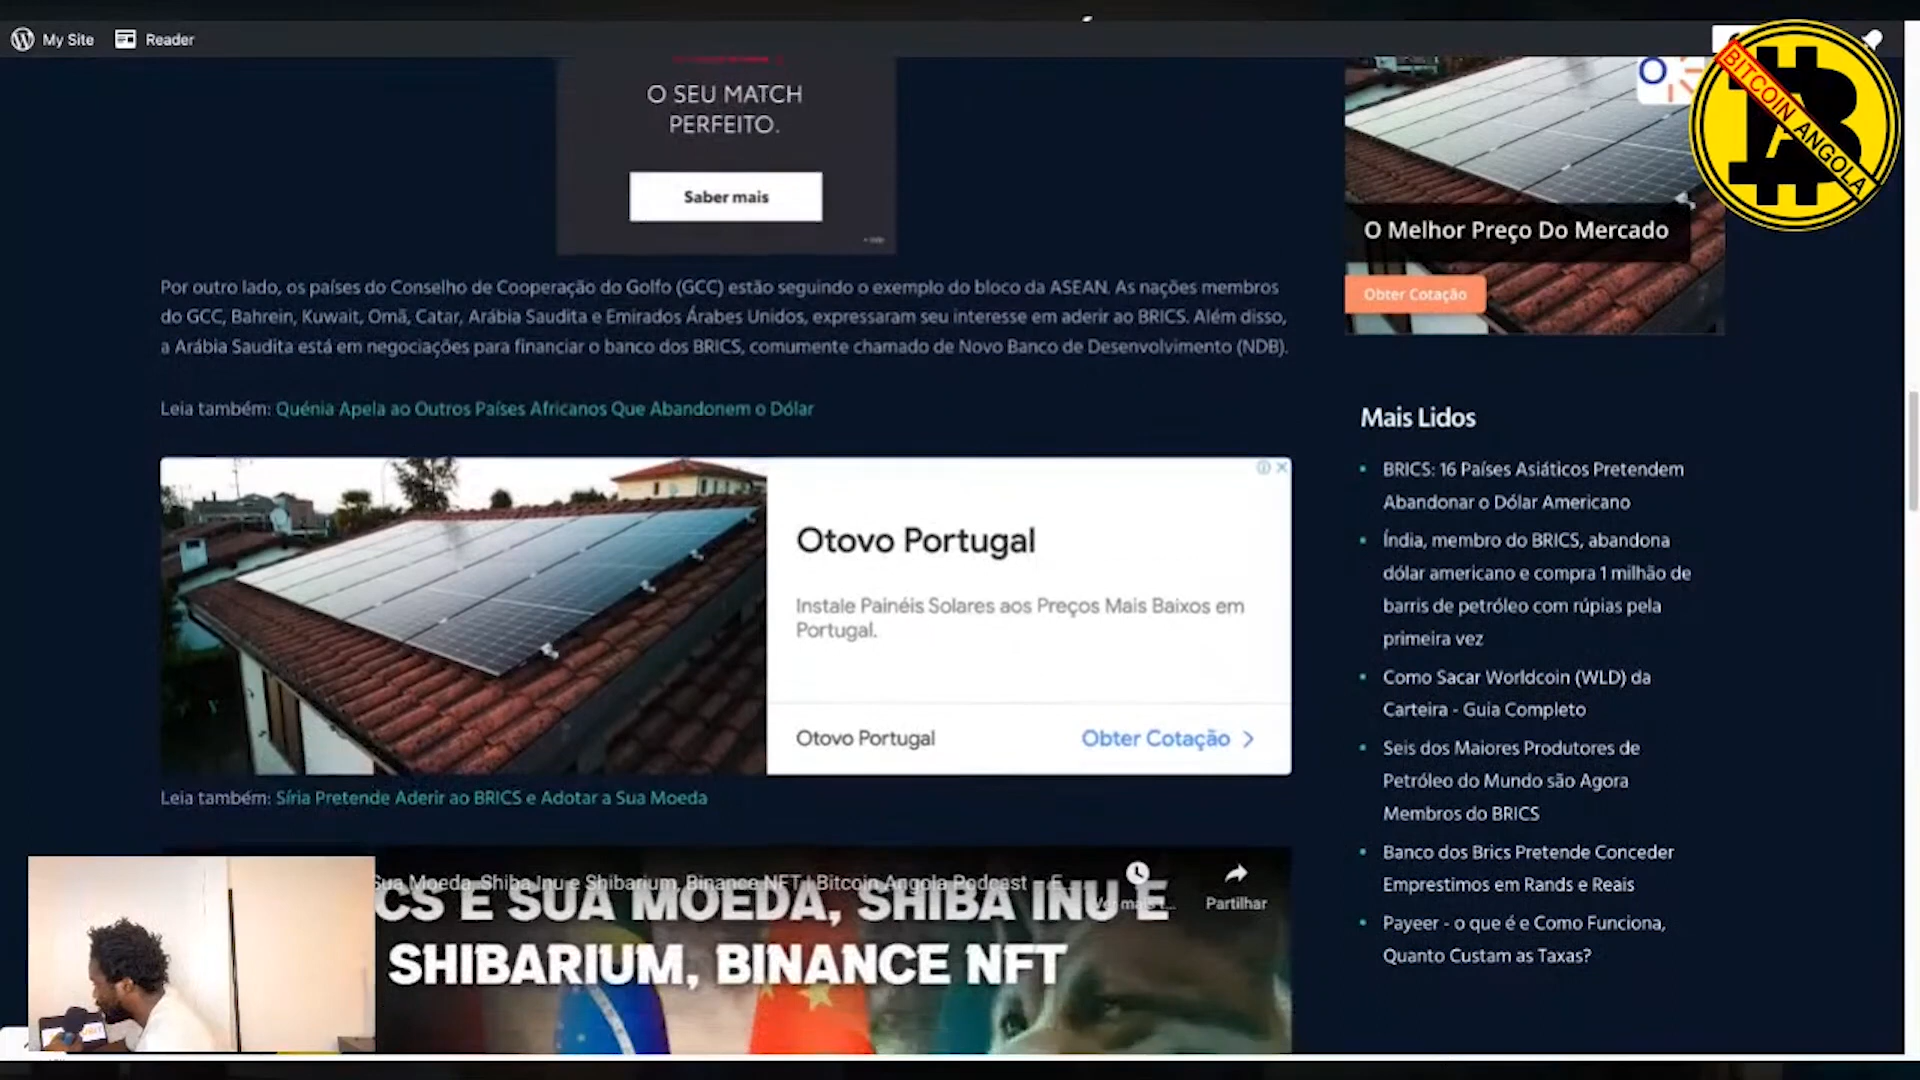 My Site
Reader
O SEU MATCH
PERFEITO.
Saber mais
BITCOIN ANGOLA
O Melhor Preço Do Mercado
Obter Cotação
Por outro lado, os países do Conselho de Cooperação do Golfo (GCC) estão seguindo o exemplo do bloco da ASEAN. As nações membros
do GCC, Bahrein, Kuwait, Omã, Catar, Arábia Saudita e Emirados Árabes Unidos, expressaram seu interesse em aderir ao BRICS. Além disso,
a Arábia Saudita está em negociações para financiar o banco dos BRICS, comumente chamado de Novo Banco de Desenvolvimento (NDB).
Leia também: Quénia Apela ao Outros Países Africanos Que Abandonem o Dólar
Otovo Portugal
Instale Painéis Solares aos Preços Mais Baixos em
Portugal.
Otovo Portugal
Obter Cotação
Leia também: Síria Pretende Aderir ao BRICS e Adotar a Sua Moeda
Sua Moeda, Shiba Inu e Shibarium, Binance NFT | Bitcoin Angola Podcast - E
CS E SUA MOEDA, SHIBA INU E
SHIBARIUM, BINANCE NFT
Partilhar
Mais Lidos
BRICS: 16 Países Asiáticos Pretendem
Abandonar o Dólar Americano
Índia, membro do BRICS, abandona
dólar americano e compra 1 milhão de
barris de petróleo com rúpias pela
primeira vez
Como Sacar Worldcoin (WLD) da
Carteira - Guia Completo
Seis dos Maiores Produtores de
Petróleo do Mundo são Agora
Membros do BRICS
Banco dos Brics Pretende Conceder
Emprestimos em Rands e Reais
Payeer - o que é e Como Funciona,
Quanto Custam as Taxas?